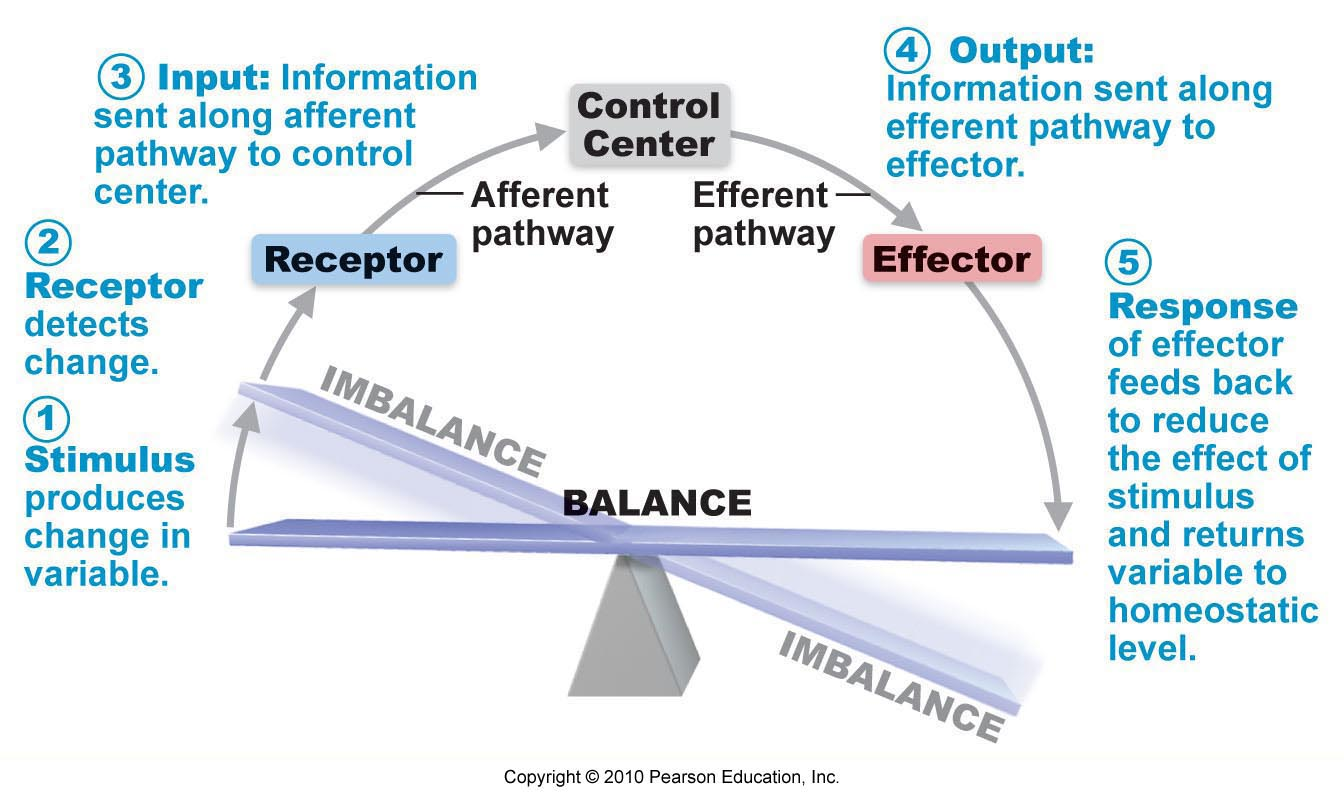 ③ Input: Information
sent along afferent
pathway to control
center.
Control
Center
④ Output:
Information sent along
efferent pathway to
effector.
Afferent
pathway
Efferent
pathway
②
Receptor
detects
change.
Receptor
Effector
①
Stimulus
produces
change in
variable.
IMBALANCE
BALANCE
IMBALANCE
⑤
Response
of effector
feeds back
to reduce
the effect of
stimulus
and returns
variable to
homeostatic
level.
Copyright © 2010 Pearson Education, Inc.